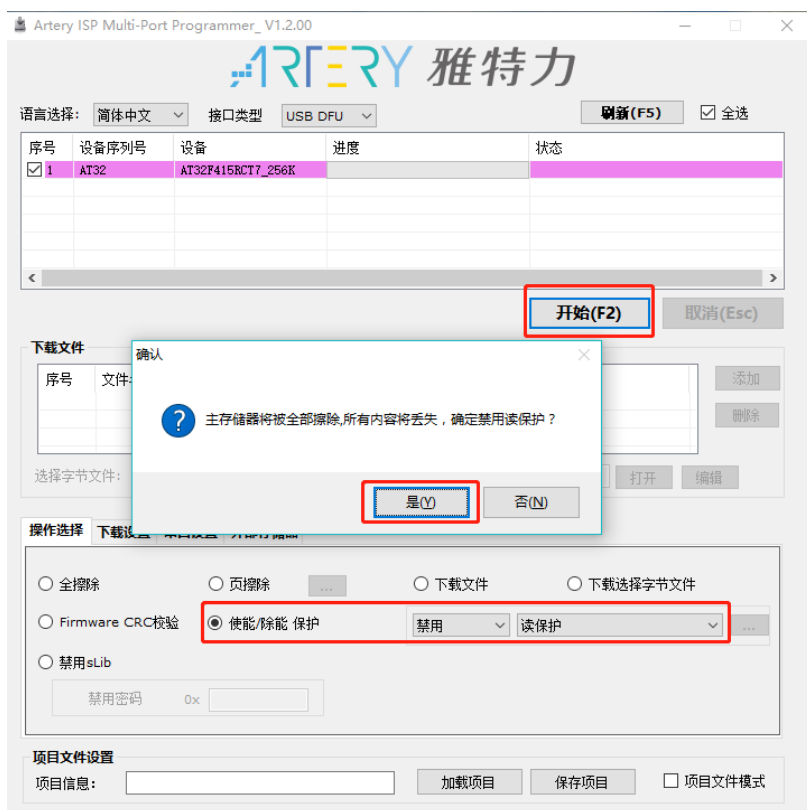 Artery ISP Multi-Port Programmer_ V1.2.00
ARTERY 雅特力
语言选择: 简体中文 接口类型 USB DFU 刷新(F5) 全选
序号 设备序列号 设备 进度 状态
1 AT32 AT32F415RCT7_256K
开始(F2) 取消(Esc)
下载文件
确认
序号 文件 添加
主存储器将被全部擦除,所有内容将丢失，确定禁用读保护？
删除
选择字节文件: 打开 编辑
是(Y) 否(N)
操作选择
全擦除 页擦除 ... 下载文件 下载选择字节文件
Firmware CRC校验 使能/除能 保护 禁用 读保护 ...
禁用sLib
禁用密码 0x
项目文件设置
项目信息: 加载项目 保存项目 项目文件模式